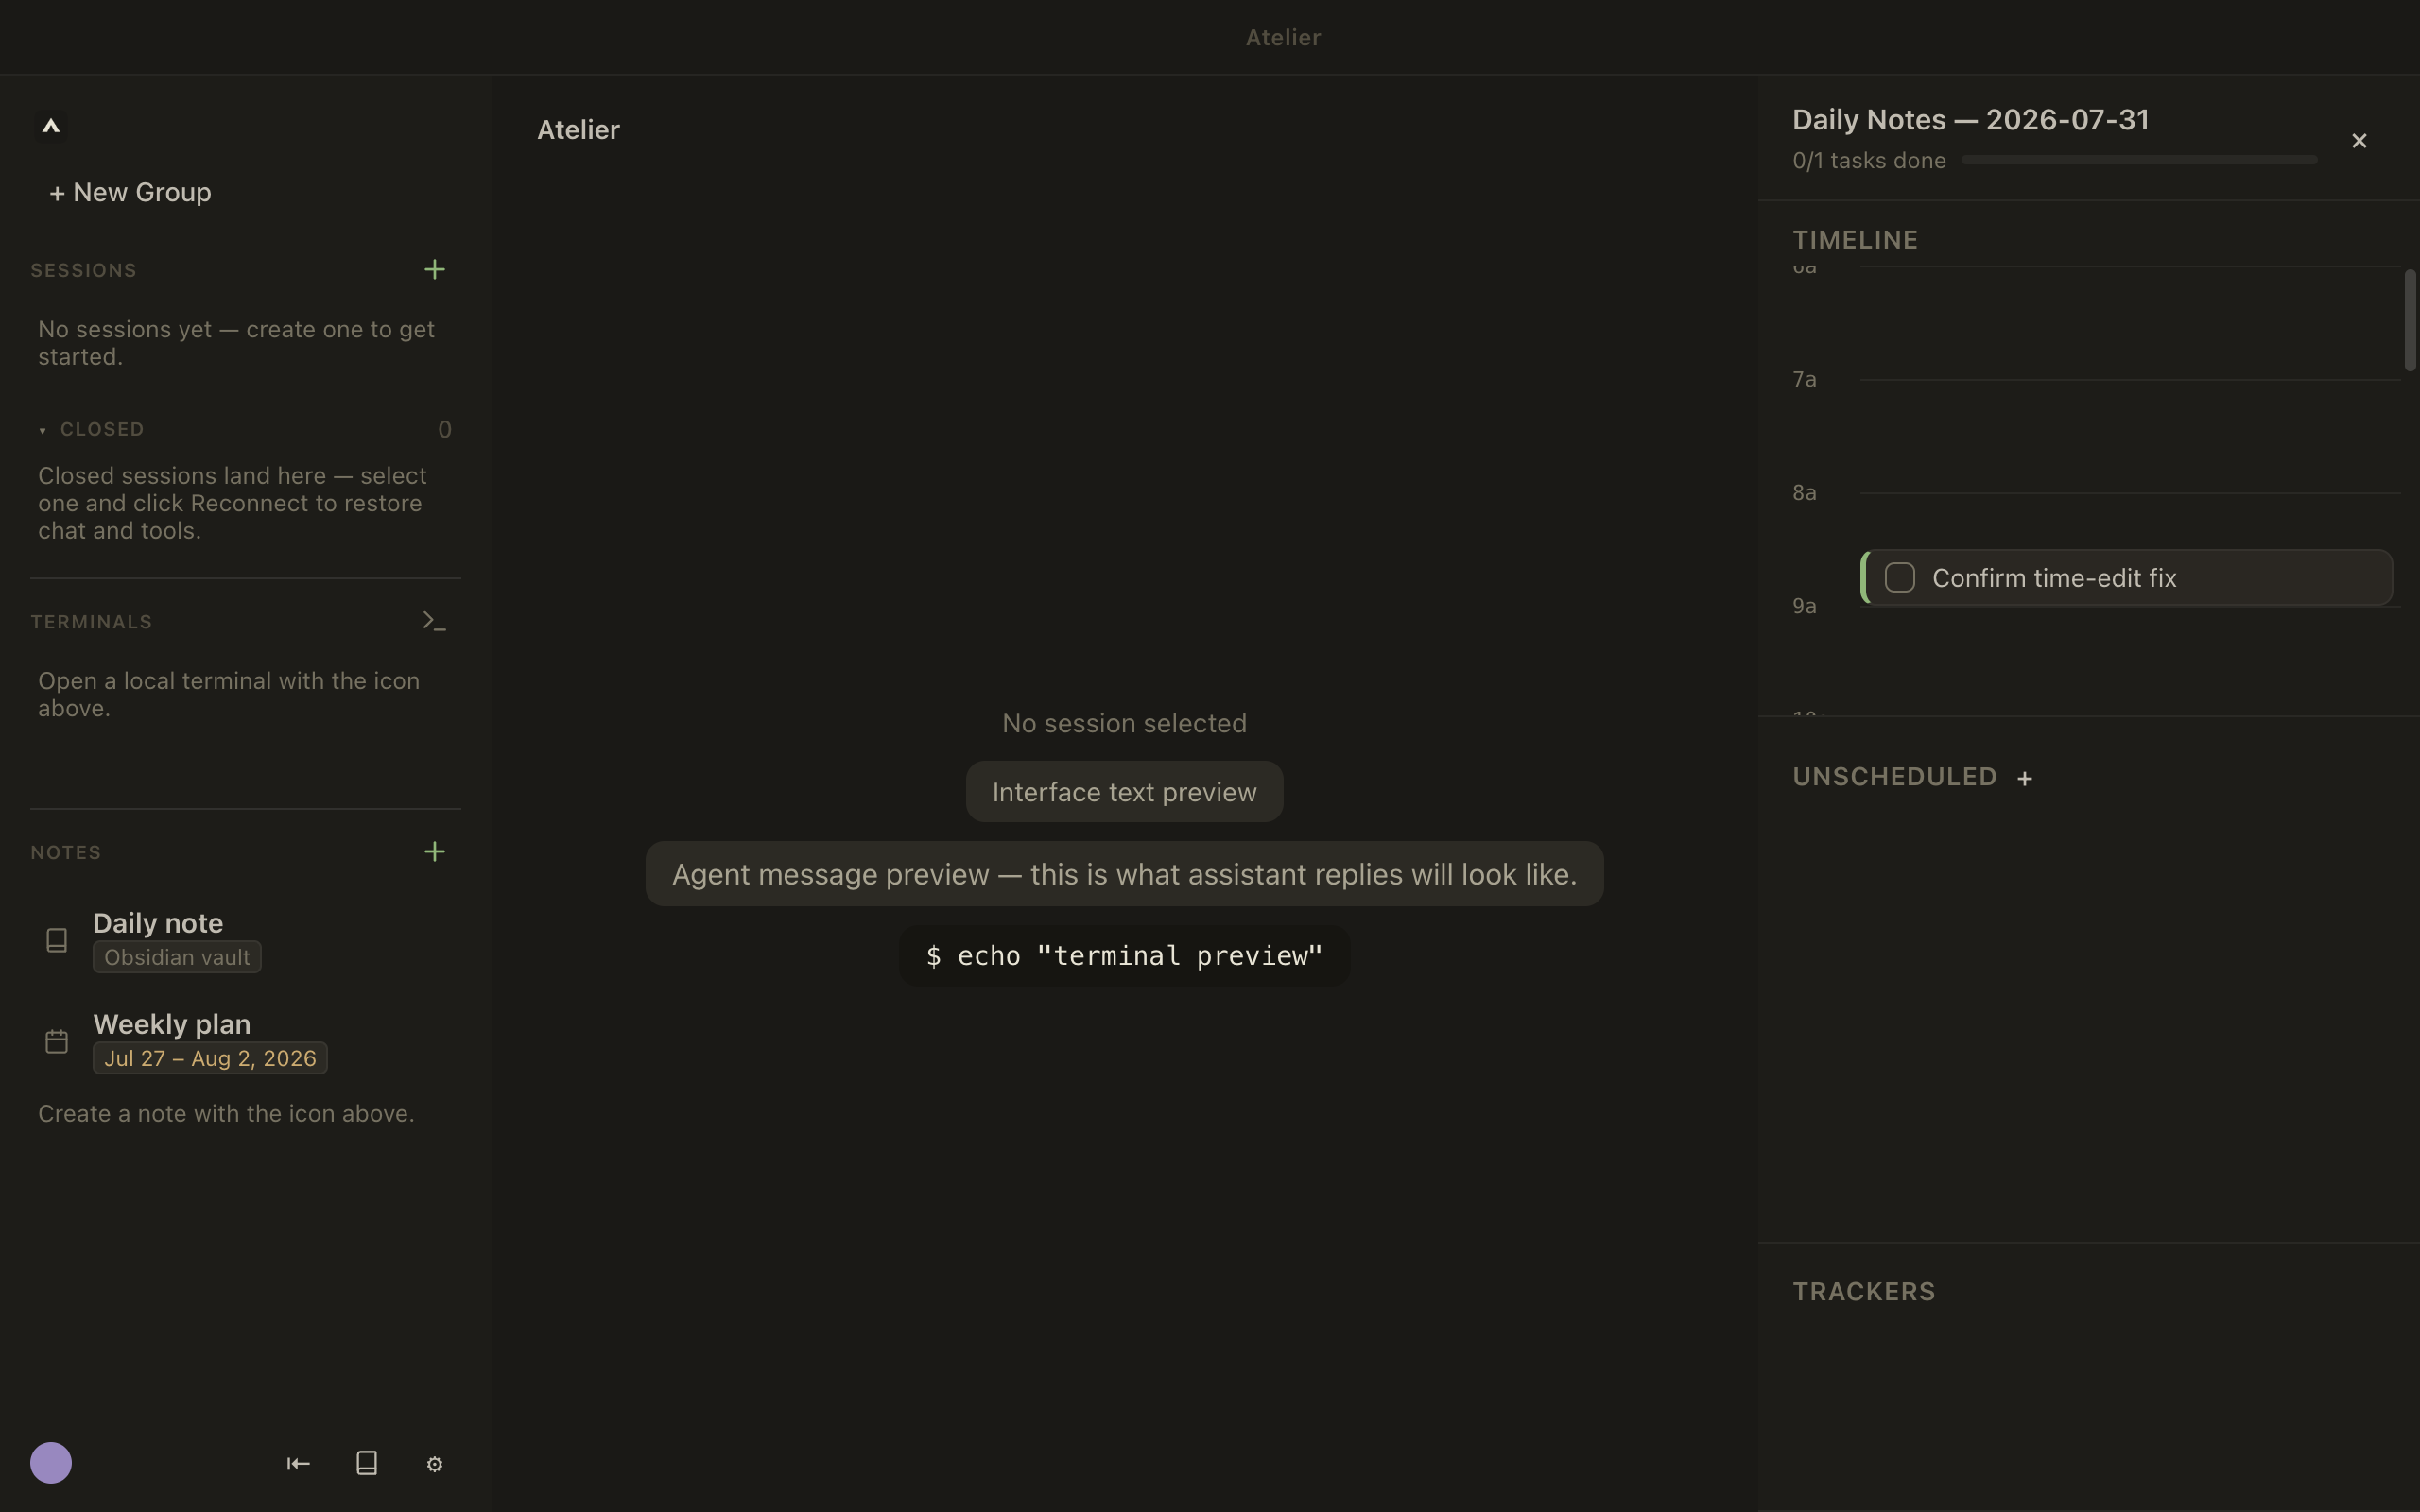 Atelier
+ New Group
SESSIONS
No sessions yet — create one to get
started.
CLOSED 0
Closed sessions land here — select
one and click Reconnect to restore
chat and tools.
TERMINALS
Open a local terminal with the icon
above.
NOTES
Daily note
Obsidian vault
Weekly plan
Jul 27 – Aug 2, 2026
Create a note with the icon above.
Atelier
No session selected
Interface text preview
Agent message preview — this is what assistant replies will look like.
$ echo "terminal preview"
Daily Notes — 2026-07-31
0/1 tasks done
TIMELINE
6a
7a
8a
Confirm time-edit fix
9a
UNSCHEDULED +
TRACKERS